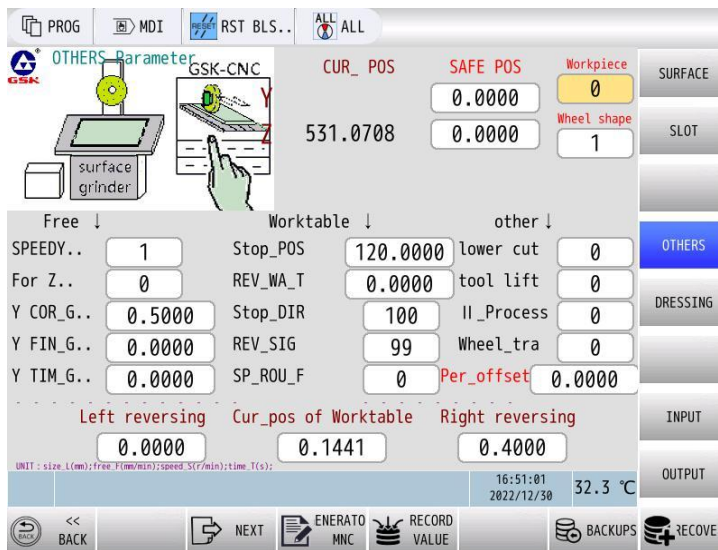 PROG MDI RESET RST BLS.. ALL ALL
GSK
OTHERS Parameter
GSK-CNC
Y
Z
surface
grinder
CUR_ POS SAFE POS Workpiece
0.0000 0
Wheel shape
531.0708 0.0000 1
SURFACE
SLOT
OTHERS
DRESSING
INPUT
OUTPUT
Free ↓ Worktable ↓ other↓
SPEEDY.. 1 Stop_POS 120.0000 lower cut 0
For Z.. 0 REV_WA_T 0.0000 tool lift 0
Y COR_G.. 0.5000 Stop_DIR 100 II_Process 0
Y FIN_G.. 0.0000 REV_SIG 99 Wheel_tra 0
Y TIM_G.. 0.0000 SP_ROU_F 0 Per_offset 0.0000
Left reversing Cur_pos of Worktable Right reversing
0.0000 0.1441 0.4000
UNIT：size_L(mm);free_F(mm/min);speed_S(r/min);time_T(s);
16:51:01
2022/12/30
32.3 ℃
BACK
<<
BACK
NEXT
ENERATO
MNC
RECORD
VALUE
BACKUPS
RECOVE